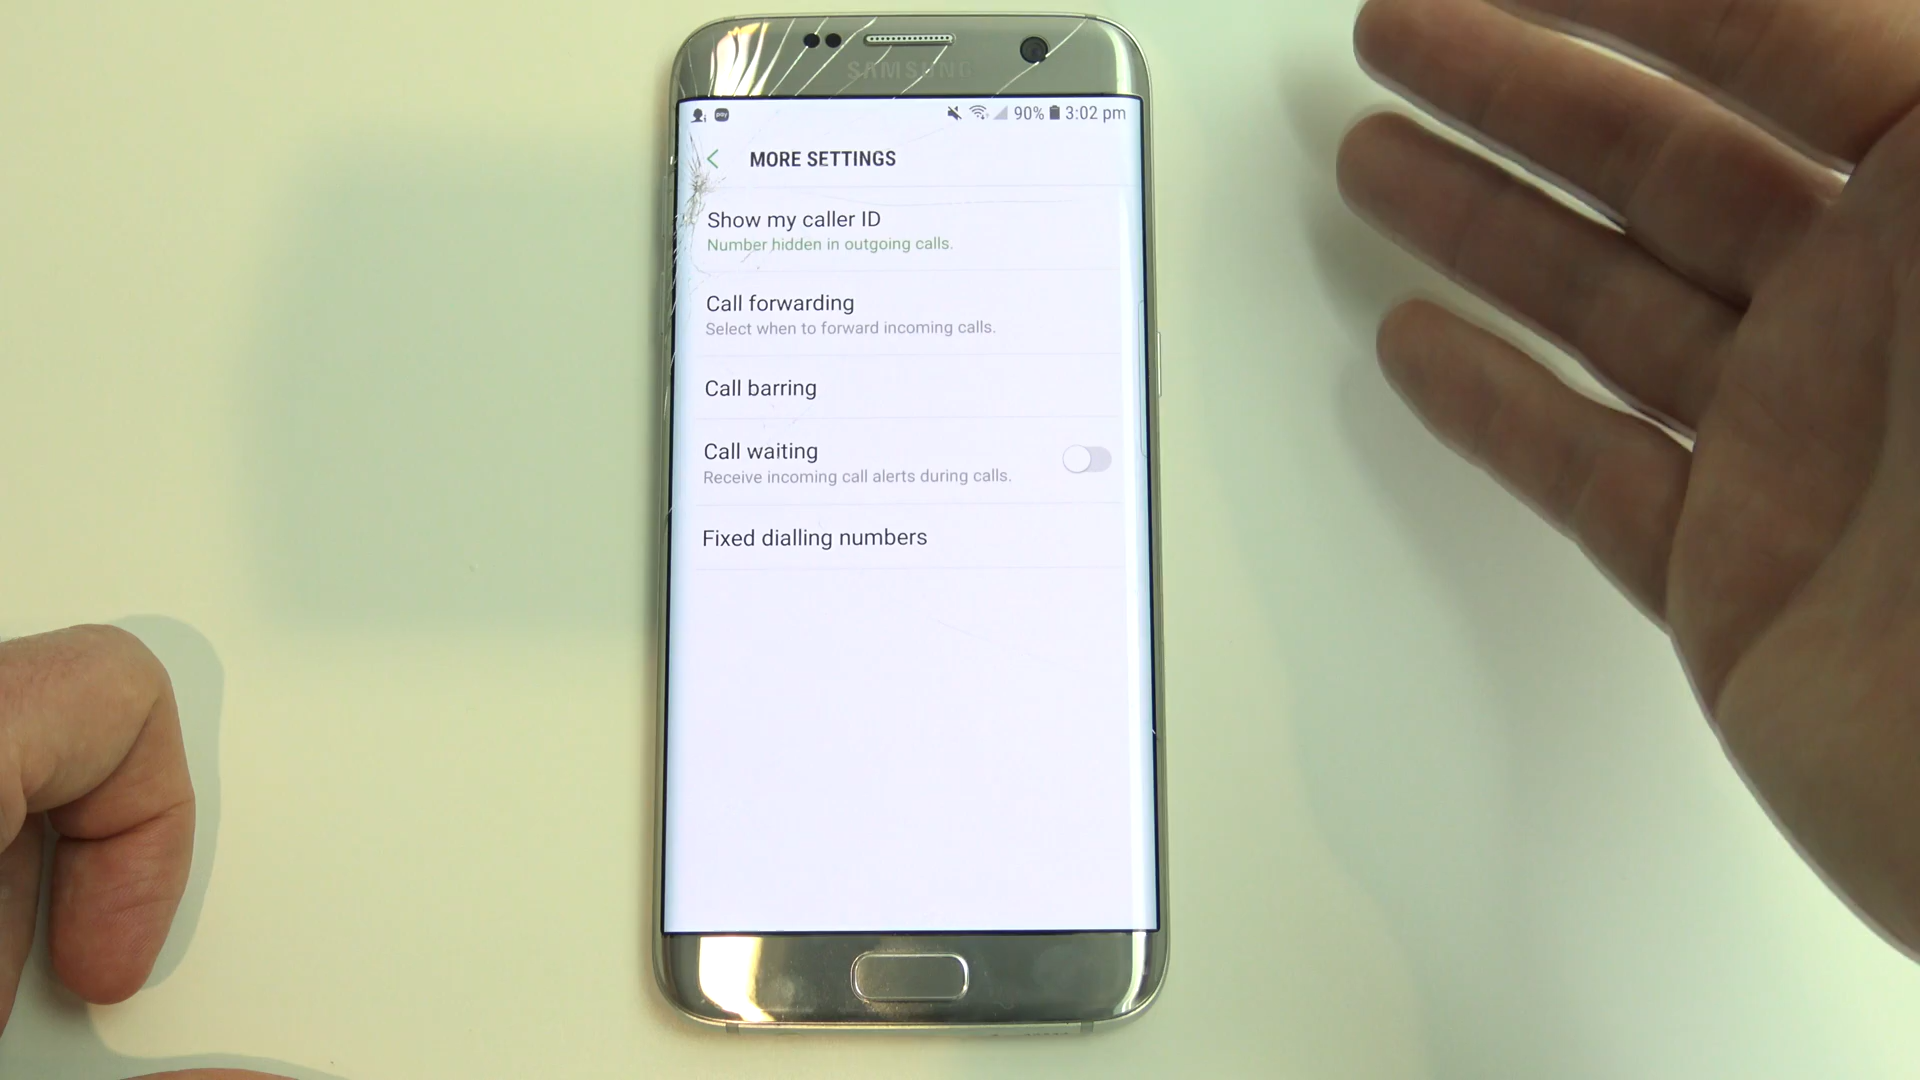 SAMSUNG
90% 3:02 pm
MORE SETTINGS
Show my caller ID
Number hidden in outgoing calls.
Call forwarding
Select when to forward incoming calls.
Call barring
Call waiting
Receive incoming call alerts during calls.
Fixed dialling numbers